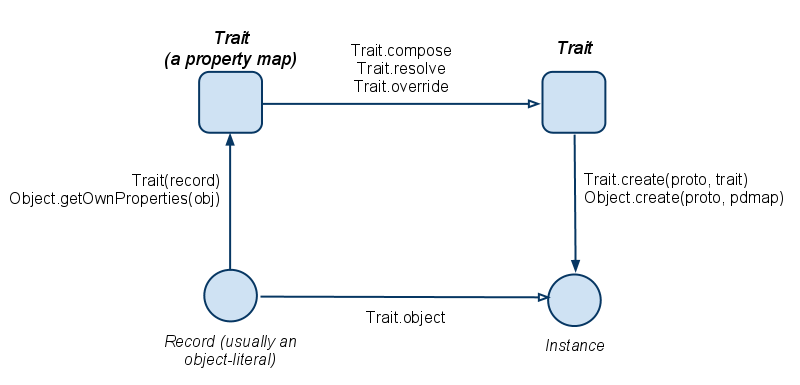 Trait
(a property map)
Trait.compose
Trait.resolve
Trait.override
Trait
Trait(record)
Object.getOwnProperties(obj)
Trait.create(proto, trait)
Object.create(proto, pdmap)
Trait.object
Record (usually an
object-literal)
Instance